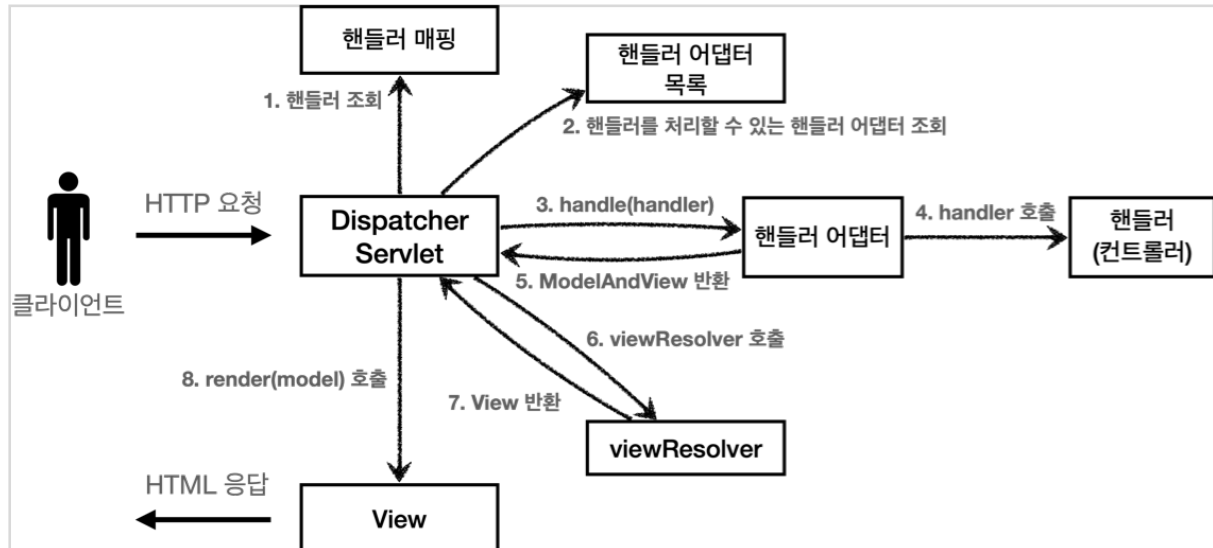 핸들러 매핑
핸들러 어댑터
목록
1. 핸들러 조회
2. 핸들러를 처리할 수 있는 핸들러 어댑터 조회
HTTP 요청
클라이언트
Dispatcher
Servlet
3. handle(handler)
핸들러 어댑터
4. handler 호출
핸들러
(컨트롤러)
5. ModelAndView 반환
6. viewResolver 호출
8. render(model) 호출
7. View 반환
viewResolver
HTML 응답
View